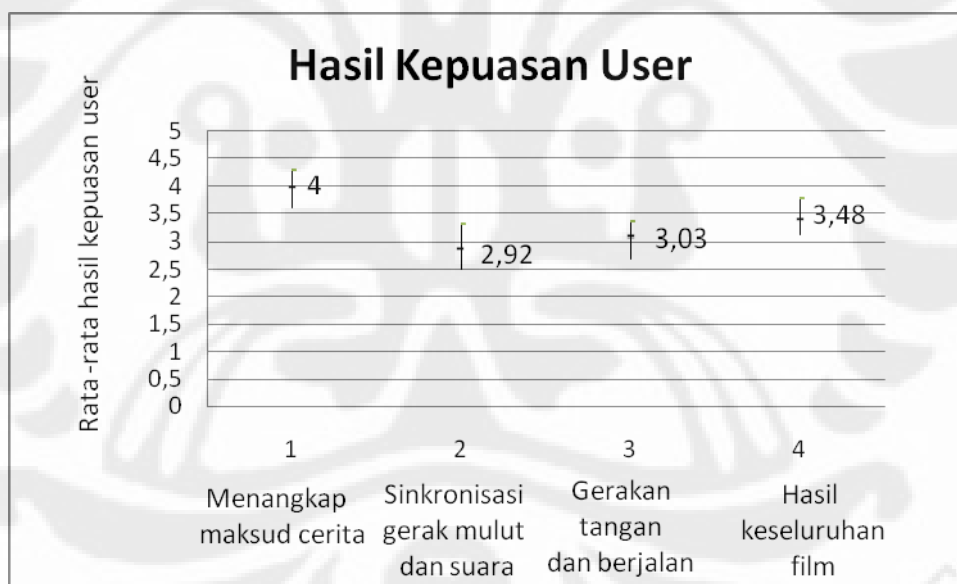 Hasil Kepuasan User
Rata-rata hasil kepuasan user
5
4,5
4
3,5
3
2,5
2
1,5
1
0,5
0
4
2,92
3,03
3,48
1
2
3
4
Menangkap
maksud cerita
Sinkronisasi
gerak mulut
dan suara
Gerakan
tangan
dan berjalan
Hasil
keseluruhan
film